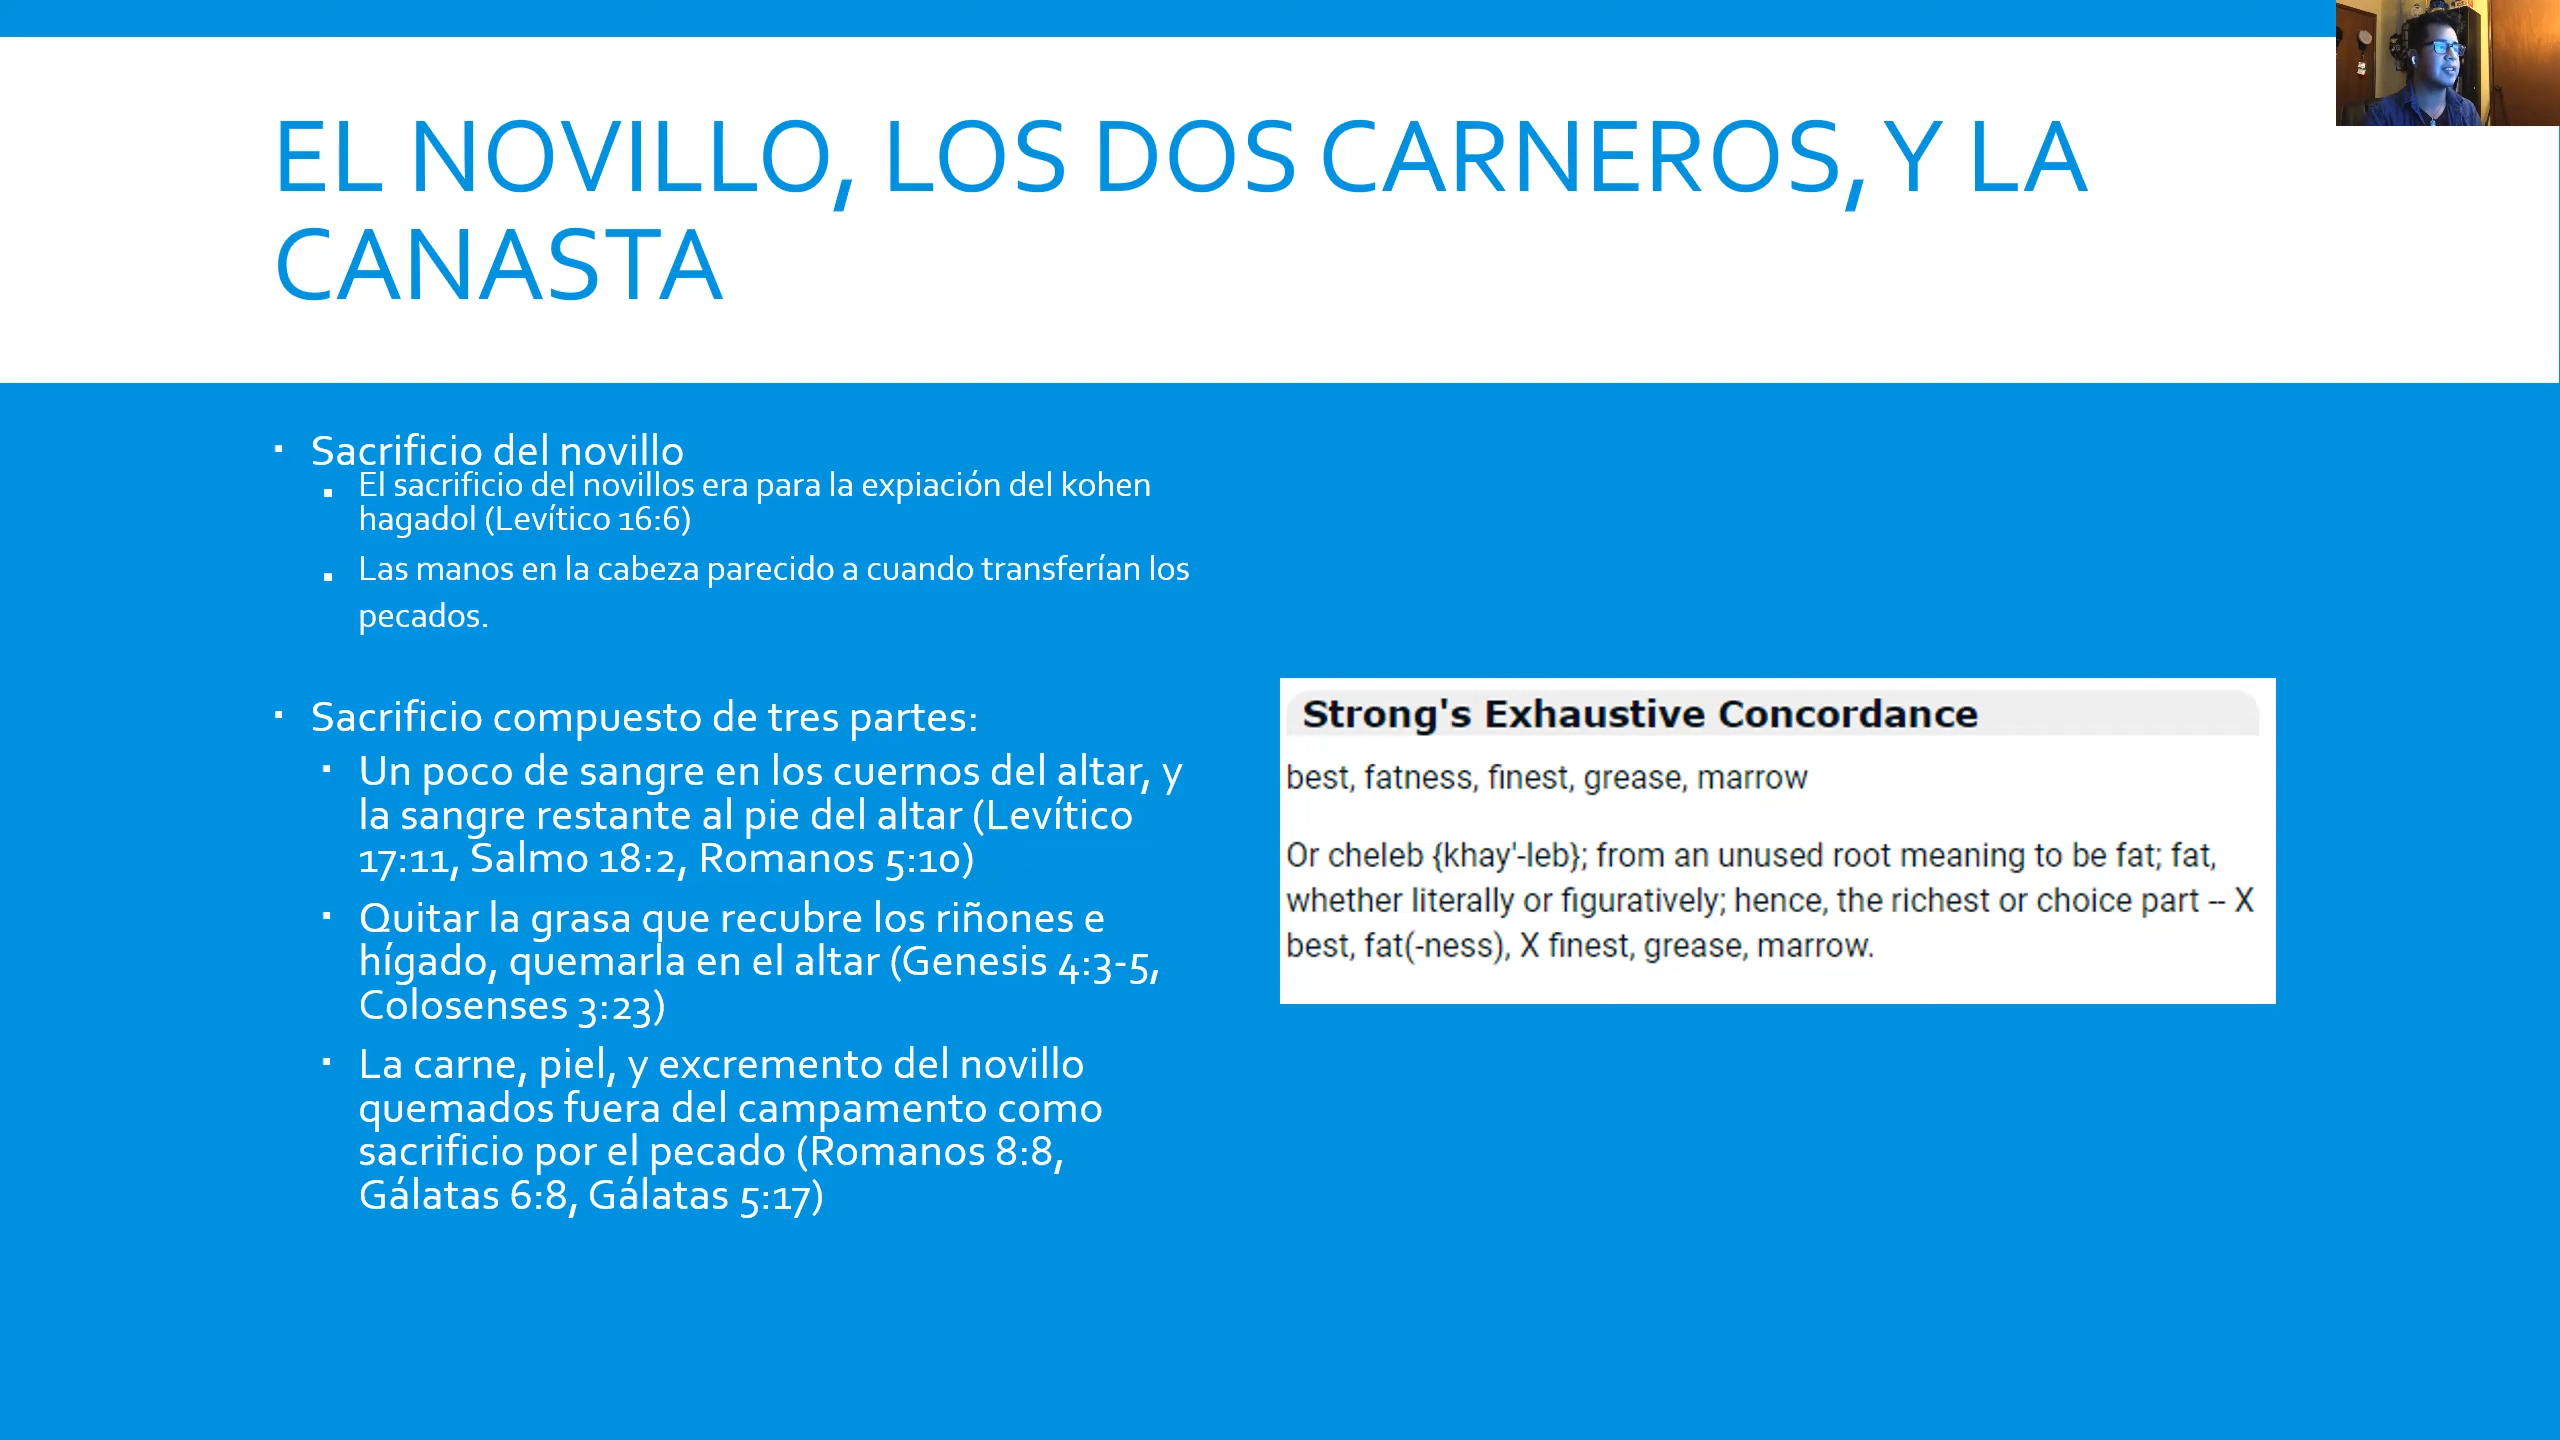 EL NOVILLO, LOS DOS CARNEROS, Y LA
CANASTA
Sacrificio del novillo
El sacrificio del novillos era para la expiación del kohen
hagadol (Levítico 16:6)
Las manos en la cabeza parecido a cuando transferían los
pecados.
Sacrificio compuesto de tres partes:
Un poco de sangre en los cuernos del altar, y
la sangre restante al pie del altar (Levítico
17:11, Salmo 18:2, Romanos 5:10)
Quitar la grasa que recubre los riñones e
hígado, quemarla en el altar (Genesis 4:3-5,
Colosenses 3:23)
La carne, piel, y excremento del novillo
quemados fuera del campamento como
sacrificio por el pecado (Romanos 8:8,
Gálatas 6:8, Gálatas 5:17)
Strong's Exhaustive Concordance
best, fatness, finest, grease, marrow
Or cheleb {khay'-leb}; from an unused root meaning to be fat; fat,
whether literally or figuratively; hence, the richest or choice part -- X
best, fat(-ness), X finest, grease, marrow.